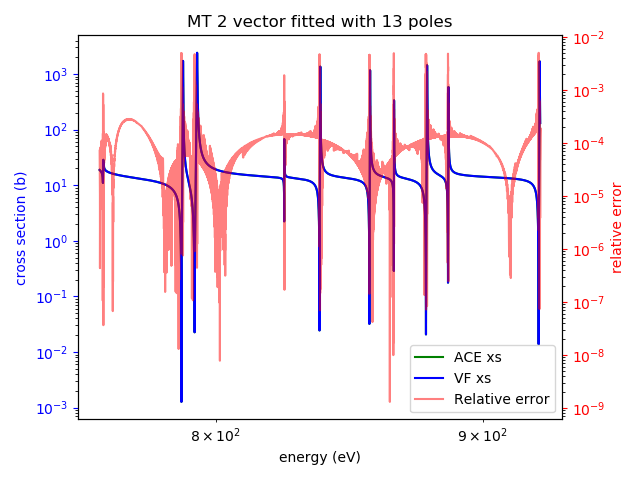 MT 2 vector fitted with 13 poles
cross section (b)
10³
10²
10¹
10⁰
10⁻¹
10⁻²
10⁻³
10⁻²
10⁻³
10⁻⁴
10⁻⁵
10⁻⁶
10⁻⁷
10⁻⁸
10⁻⁹
relative error
ACE xs
VF xs
Relative error
8 × 10² 9 × 10²
energy (eV)